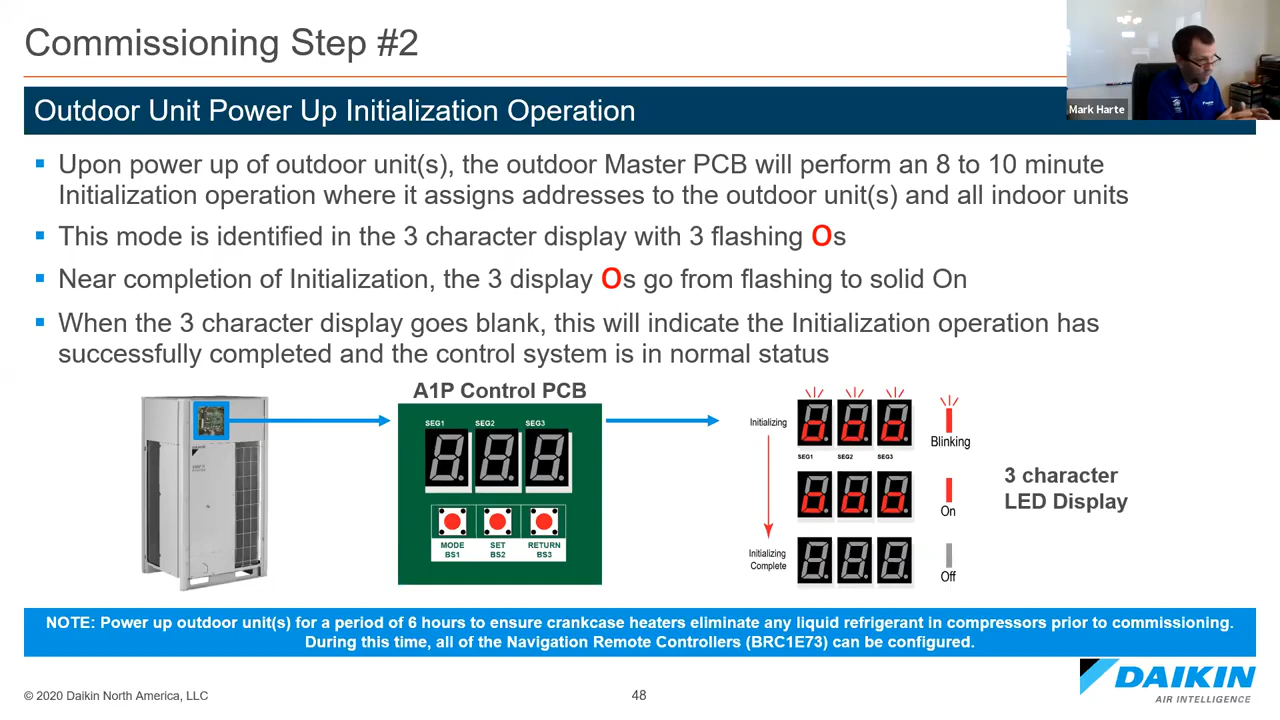 Commissioning Step #2
Mark Harte
Outdoor Unit Power Up Initialization Operation
Upon power up of outdoor unit(s), the outdoor Master PCB will perform an 8 to 10 minute
Initialization operation where it assigns addresses to the outdoor unit(s) and all indoor units
This mode is identified in the 3 character display with 3 flashing Os
Near completion of Initialization, the 3 display Os go from flashing to solid On
When the 3 character display goes blank, this will indicate the Initialization operation has
successfully completed and the control system is in normal status
A1P Control PCB
SEG1 SEG2 SEG3
MODE SET RETURN
BS1 BS2 BS3
Initializing
Blinking
SEG1 SEG2 SEG3
On
Initializing
Complete
Off
3 character
LED Display
NOTE: Power up outdoor unit(s) for a period of 6 hours to ensure crankcase heaters eliminate any liquid refrigerant in compressors prior to commissioning.
During this time, all of the Navigation Remote Controllers (BRC1E73) can be configured.
DAIKIN
AIR INTELLIGENCE
© 2020 Daikin North America, LLC
48